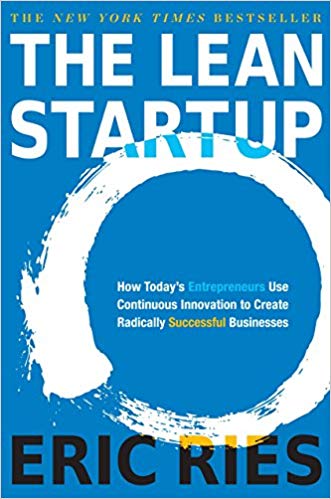 THE NEW YORK TIMES BESTSELLER
THE LEAN
STARTUP
How Today's Entrepreneurs Use
Continuous Innovation to Create
Radically Successful Businesses
ERIC RIES